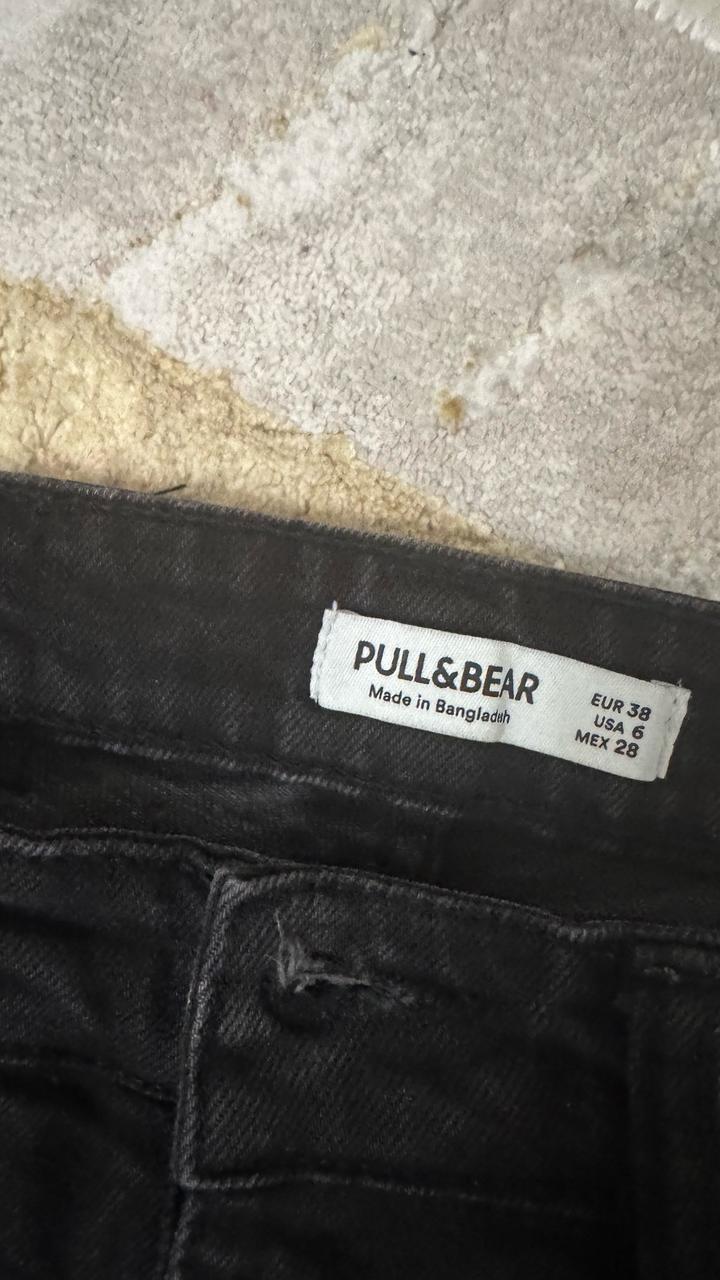 PULL&BEAR
Made in Bangladesh
EUR 38
USA 6
MEX 28